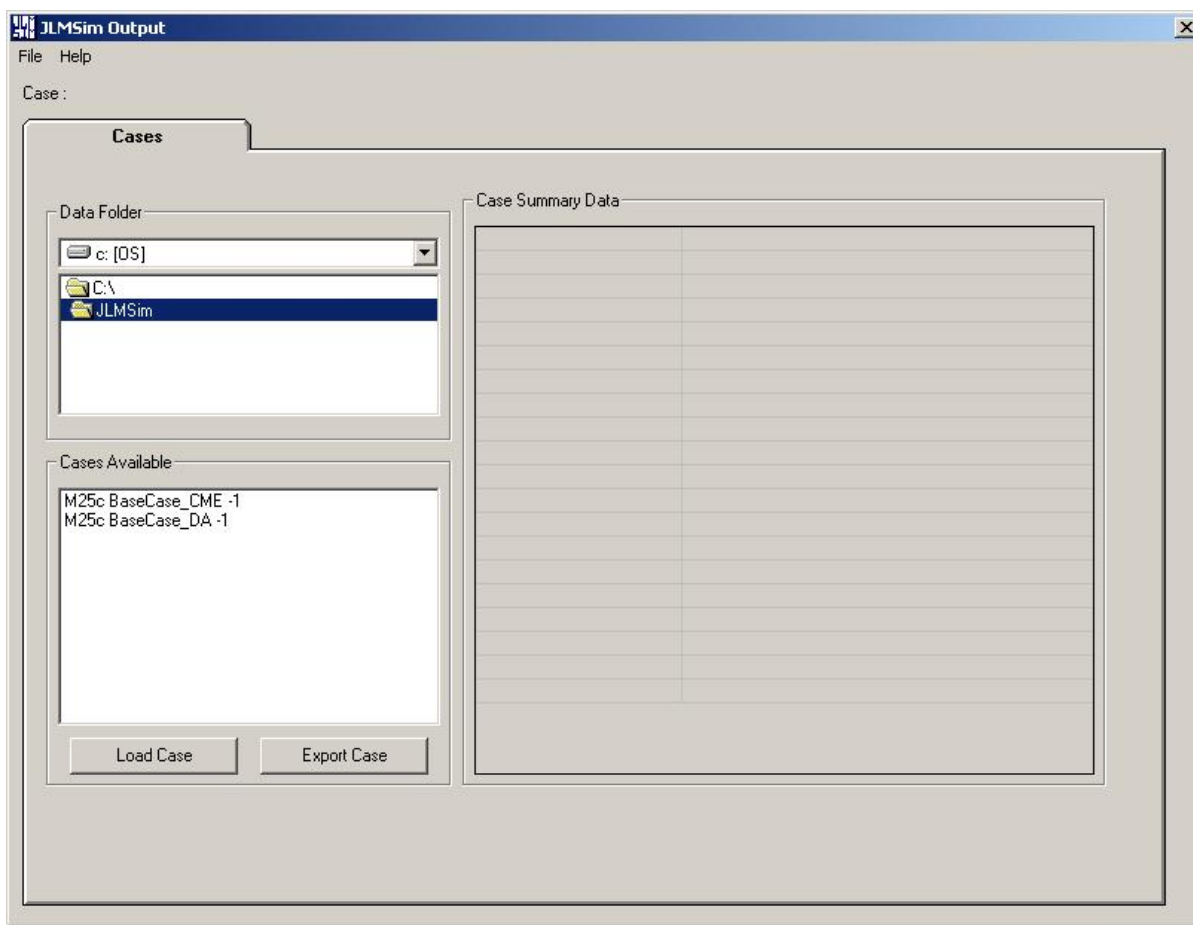 JLMSim Output
File Help
Case :
Cases
Data Folder
c: [OS]
C:\
JLMSim
Cases Available
M25c BaseCase_CME -1
M25c BaseCase_DA -1
Load Case Export Case
Case Summary Data